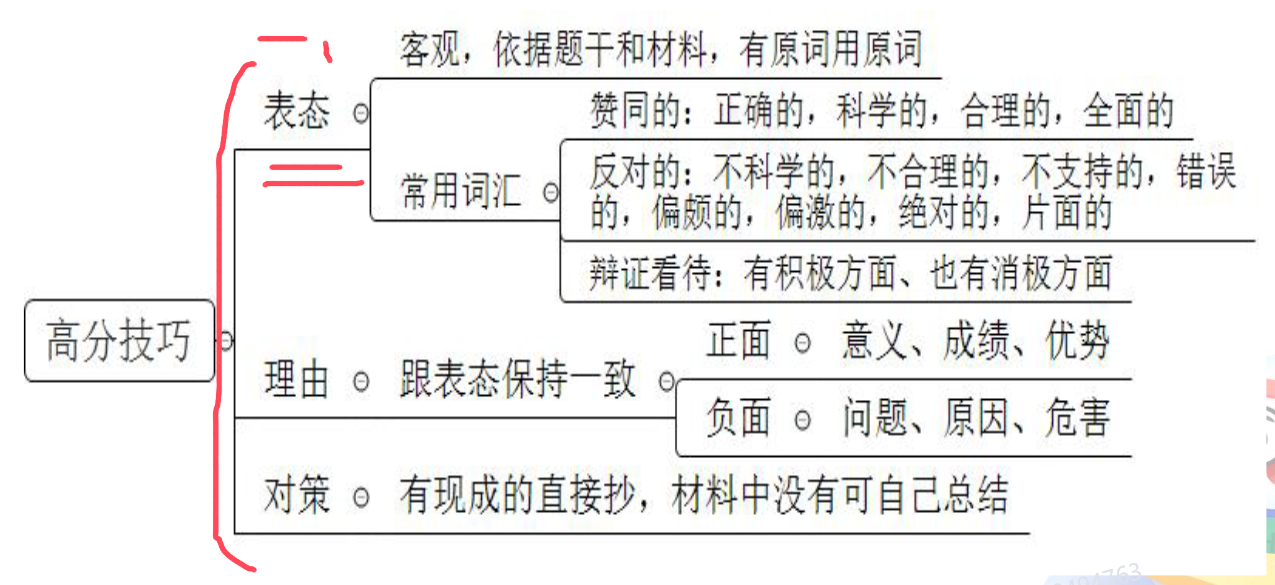 客观，依据题干和材料，有原词用原词
表态
赞同的：正确的，科学的，合理的，全面的
常用词汇
反对的：不科学的，不合理的，不支持的，错误
的，偏颇的，偏激的，绝对的，片面的
辩证看待：有积极方面、也有消极方面
高分技巧
正面
意义、成绩、优势
理由
跟表态保持一致
负面
问题、原因、危害
对策
有现成的直接抄，材料中没有可自己总结